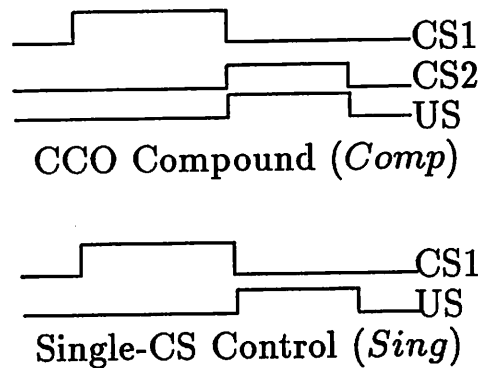 CS1
CS2
US
CCO Compound (Comp)
CS1
US
Single-CS Control (Sing)